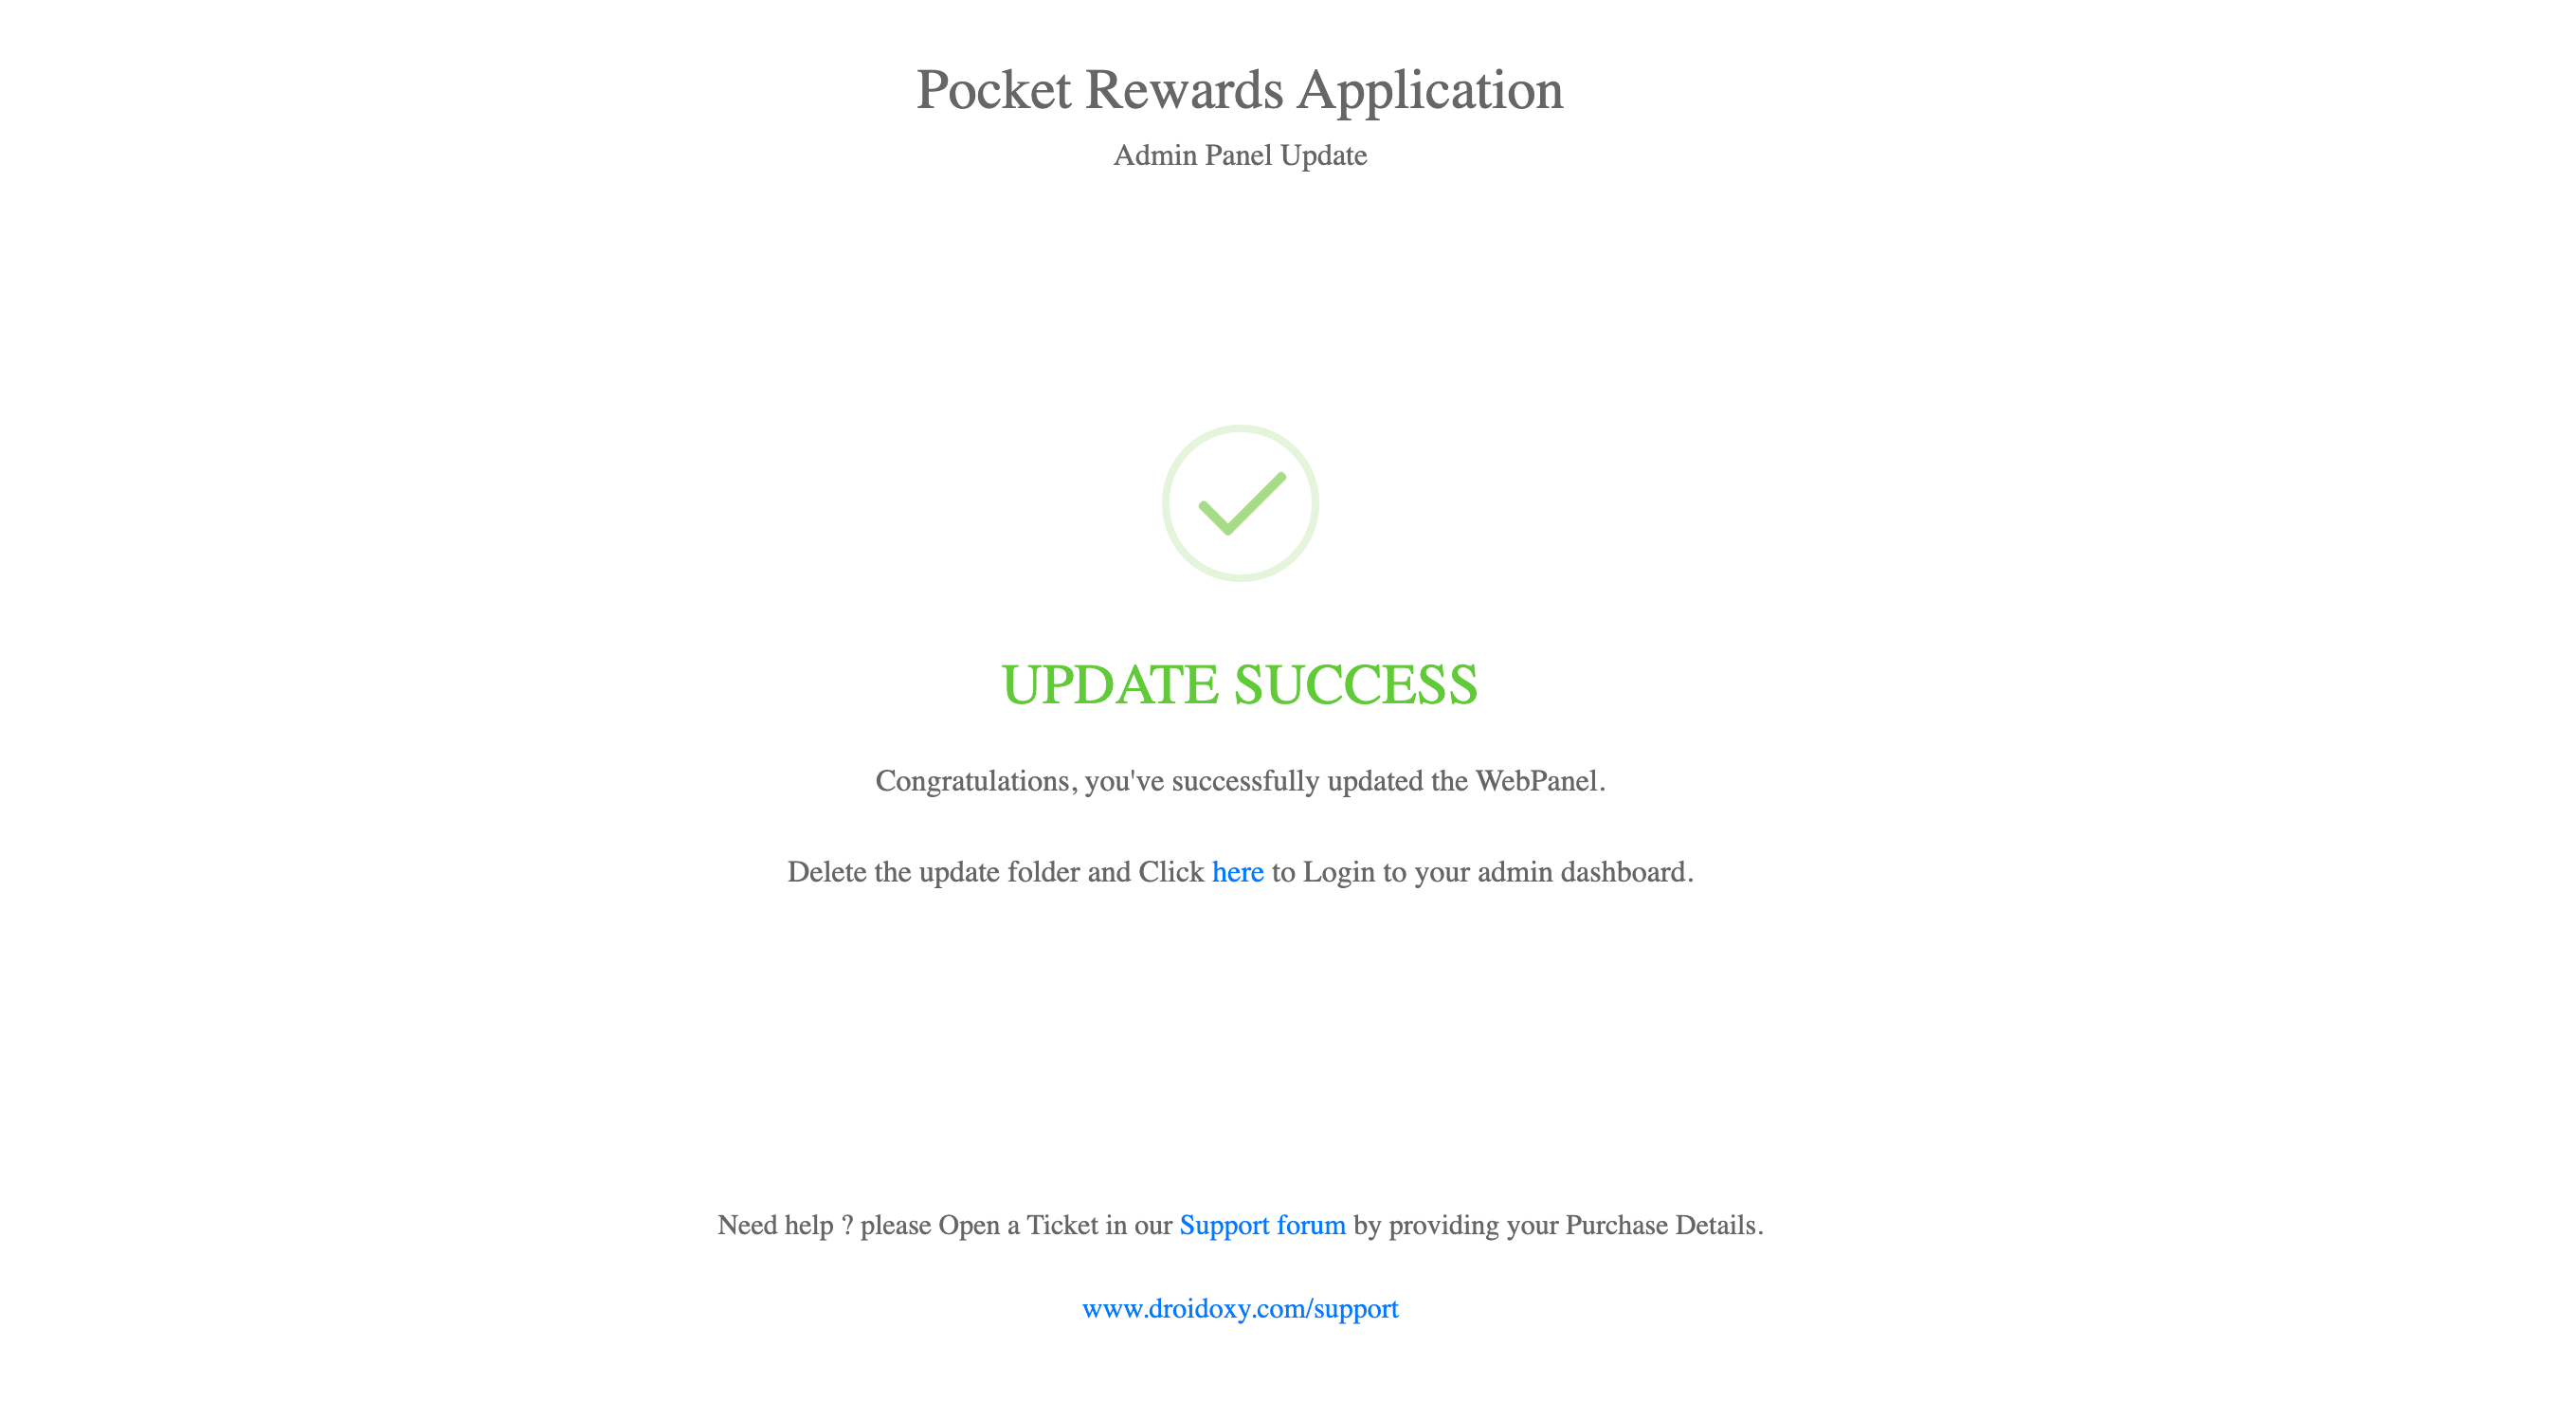 Pocket Rewards Application
Admin Panel Update
UPDATE SUCCESS
Congratulations, you've successfully updated the WebPanel.
Delete the update folder and Click here to Login to your admin dashboard.
Need help ? please Open a Ticket in our Support forum by providing your Purchase Details.
www.droidoxy.com/support